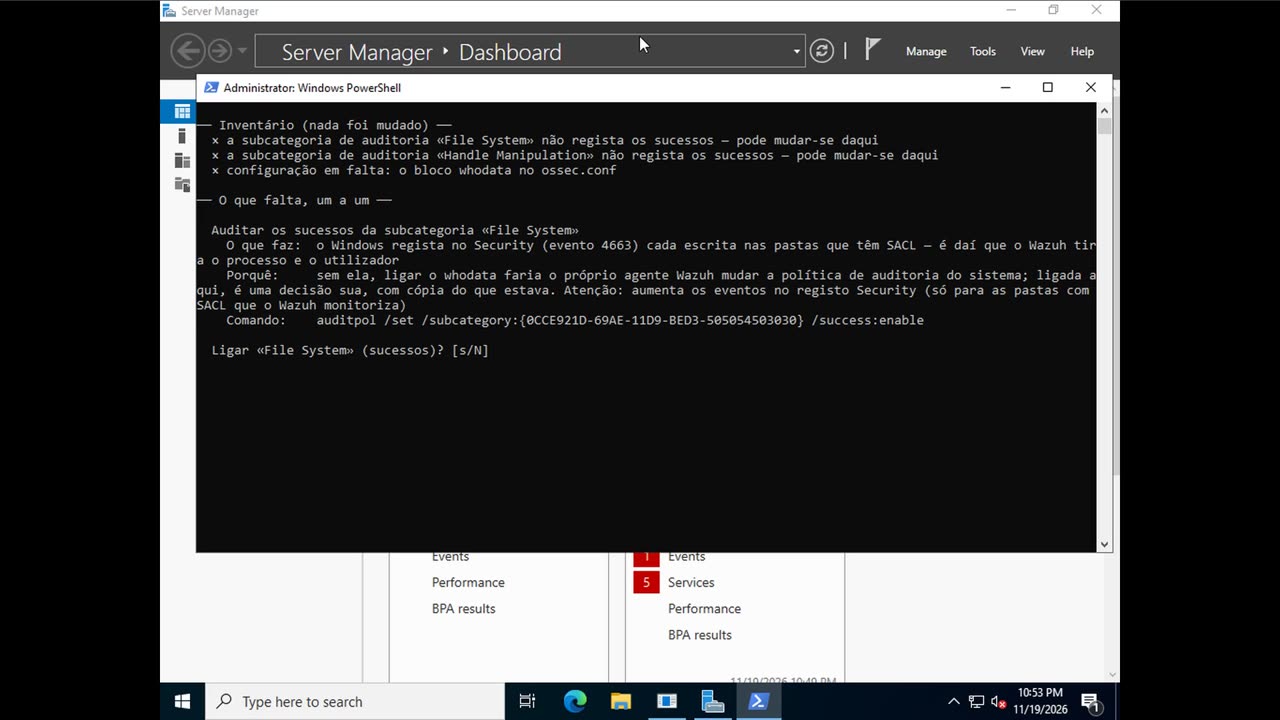 Server Manager
Server Manager • Dashboard
Manage Tools View Help
Administrator: Windows PowerShell
── Inventário (nada foi mudado) ──
× a subcategoria de auditoria «File System» não regista os sucessos — pode mudar-se daqui
× a subcategoria de auditoria «Handle Manipulation» não regista os sucessos — pode mudar-se daqui
× configuração em falta: o bloco whodata no ossec.conf
── O que falta, um a um ──
Auditar os sucessos da subcategoria «File System»
O que faz: o Windows regista no Security (evento 4663) cada escrita nas pastas que têm SACL — é daí que o Wazuh tir
a o processo e o utilizador
Porquê: sem ela, ligar o whodata faria o próprio agente Wazuh mudar a política de auditoria do sistema; ligada a
qui, é uma decisão sua, com cópia do que estava. Atenção: aumenta os eventos no registo Security (só para as pastas com
SACL que o Wazuh monitoriza)
Comando: auditpol /set /subcategory:{0CCE921D-69AE-11D9-BED3-505054503030} /success:enable
Ligar «File System» (sucessos)? [s/N]
Events
1 Events
Performance
5 Services
BPA results
Performance
BPA results
11/19/2026 10:49 PM
Type here to search
10:53 PM
11/19/2026
1